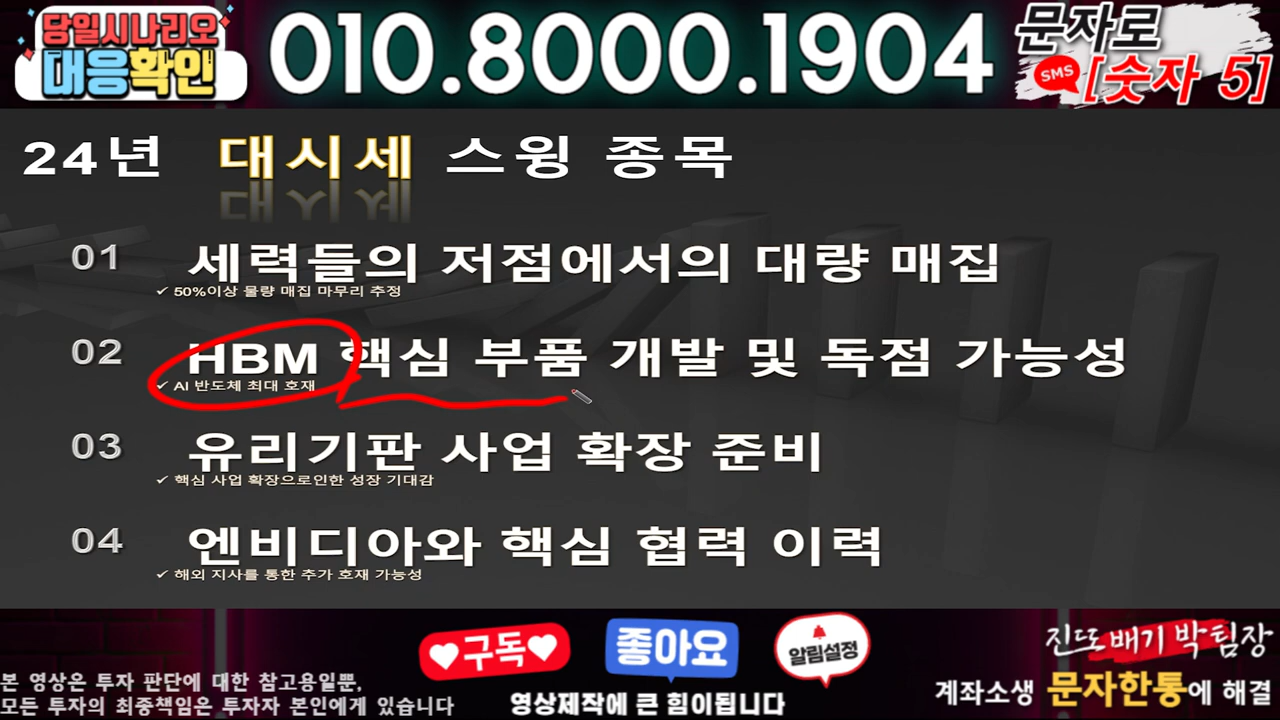 당일시나리오
대응확인
010.8000.1904
문자로
SMS [숫자 5]
24년 대시세 스윙 종목
01 세력들의 저점에서의 대량 매집
✓ 50%이상 물량 매집 마무리 추정
02 HBM 핵심 부품 개발 및 독점 가능성
✓ AI 반도체 최대 호재
03 유리기판 사업 확장 준비
✓ 핵심 사업 확장으로인한 성장 기대감
04 엔비디아와 핵심 협력 이력
✓ 해외 지사를 통한 추가 호재 가능성
구독
좋아요
알림설정
영상제작에 큰 힘이됩니다
본 영상은 투자 판단에 대한 참고용일뿐,
모든 투자의 최종책임은 투자자 본인에게 있습니다
진또배기 박팀장
계좌소생 문자한통에 해결